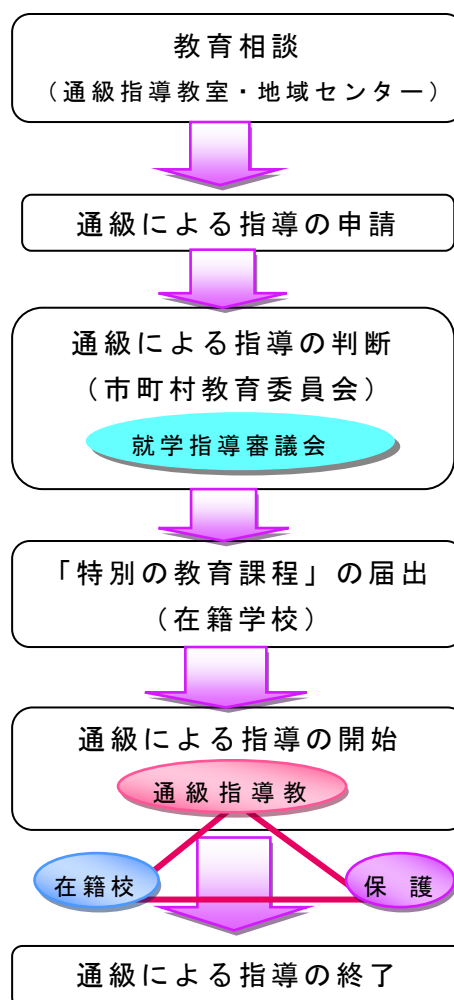 教育相談
（通級指導教室・地域センター）
通級による指導の申請
通級による指導の判断
（市町村教育委員会）
就学指導審議会
「特別の教育課程」の届出
（在籍学校）
通級による指導の開始
通級指導教
在籍校
保 護
通級による指導の終了